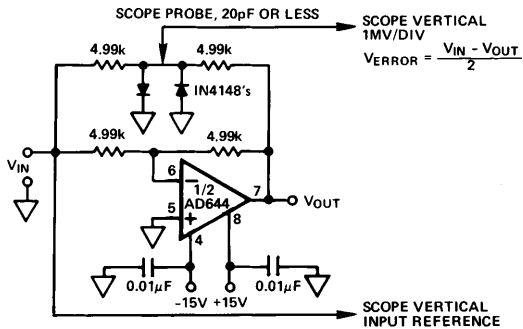 SCOPE PROBE, 20pF OR LESS
SCOPE VERTICAL
1MV/DIV
VERROR = VIN - VOUT
2
4.99k
4.99k
IN4148's
4.99k
4.99k
VIN
6
7
VOUT
1/2
AD644
5
8
4
0.01µF
0.01µF
-15V +15V
SCOPE VERTICAL
INPUT REFERENCE